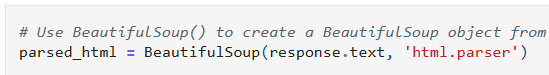 # Use BeautifulSoup() to create a BeautifulSoup object from
parsed_html = BeautifulSoup(response.text, 'html.parser')